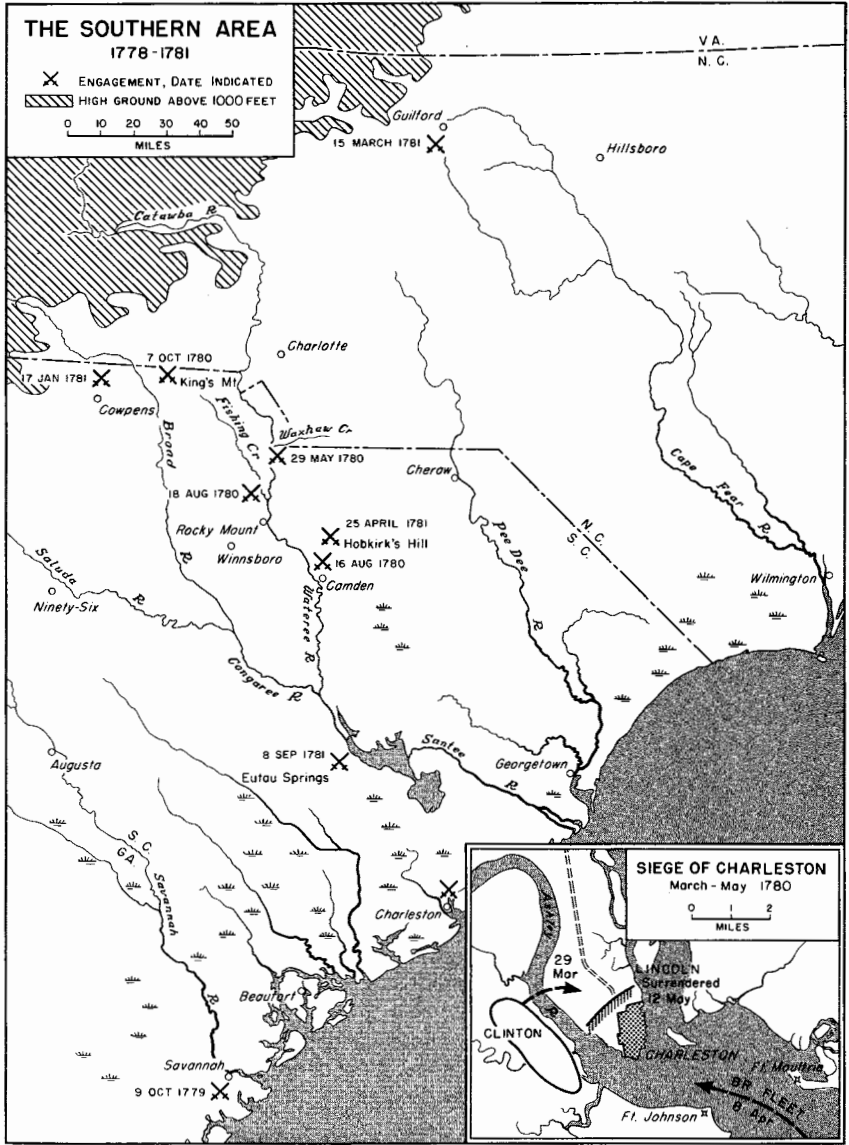 THE SOUTHERN AREA
1778-1781
ENGAGEMENT, DATE INDICATED
HIGH GROUND ABOVE 1000 FEET
0 10 20 30 40 50
MILES
VA.
N. C.
Guilford
15 MARCH 1781
Hillsboro
Catawba R
Charlotte
7 OCT 1780
17 JAN 1781
King's Mt
Cowpens
Broad
R
Fishing Cr
Waxhaw Cr
29 MAY 1780
Cheraw
18 AUG 1780
Cape Fear R.
Rocky Mount
25 APRIL 1781
Hobkirk's Hill
Winnsboro
16 AUG 1780
Camden
Pee Dee
R
N. C.
S. C.
Wilmington
Saluda
R
Ninety-Six
Wateree R
Congaree R
Santee
R
8 SEP 1781
Eutau Springs
Georgetown
Augusta
S. C.
GA.
Savannah
R
Charleston
Beaufort
Savannah
9 OCT 1779
SIEGE OF CHARLESTON
March - May 1780
0 1 2
MILES
Ashley
R
29
Mar
LINCOLN
Surrendered
12 May
CLINTON
CHARLESTON
Ft. Moultrie
BR FLEET
8 Apr
Ft. Johnson